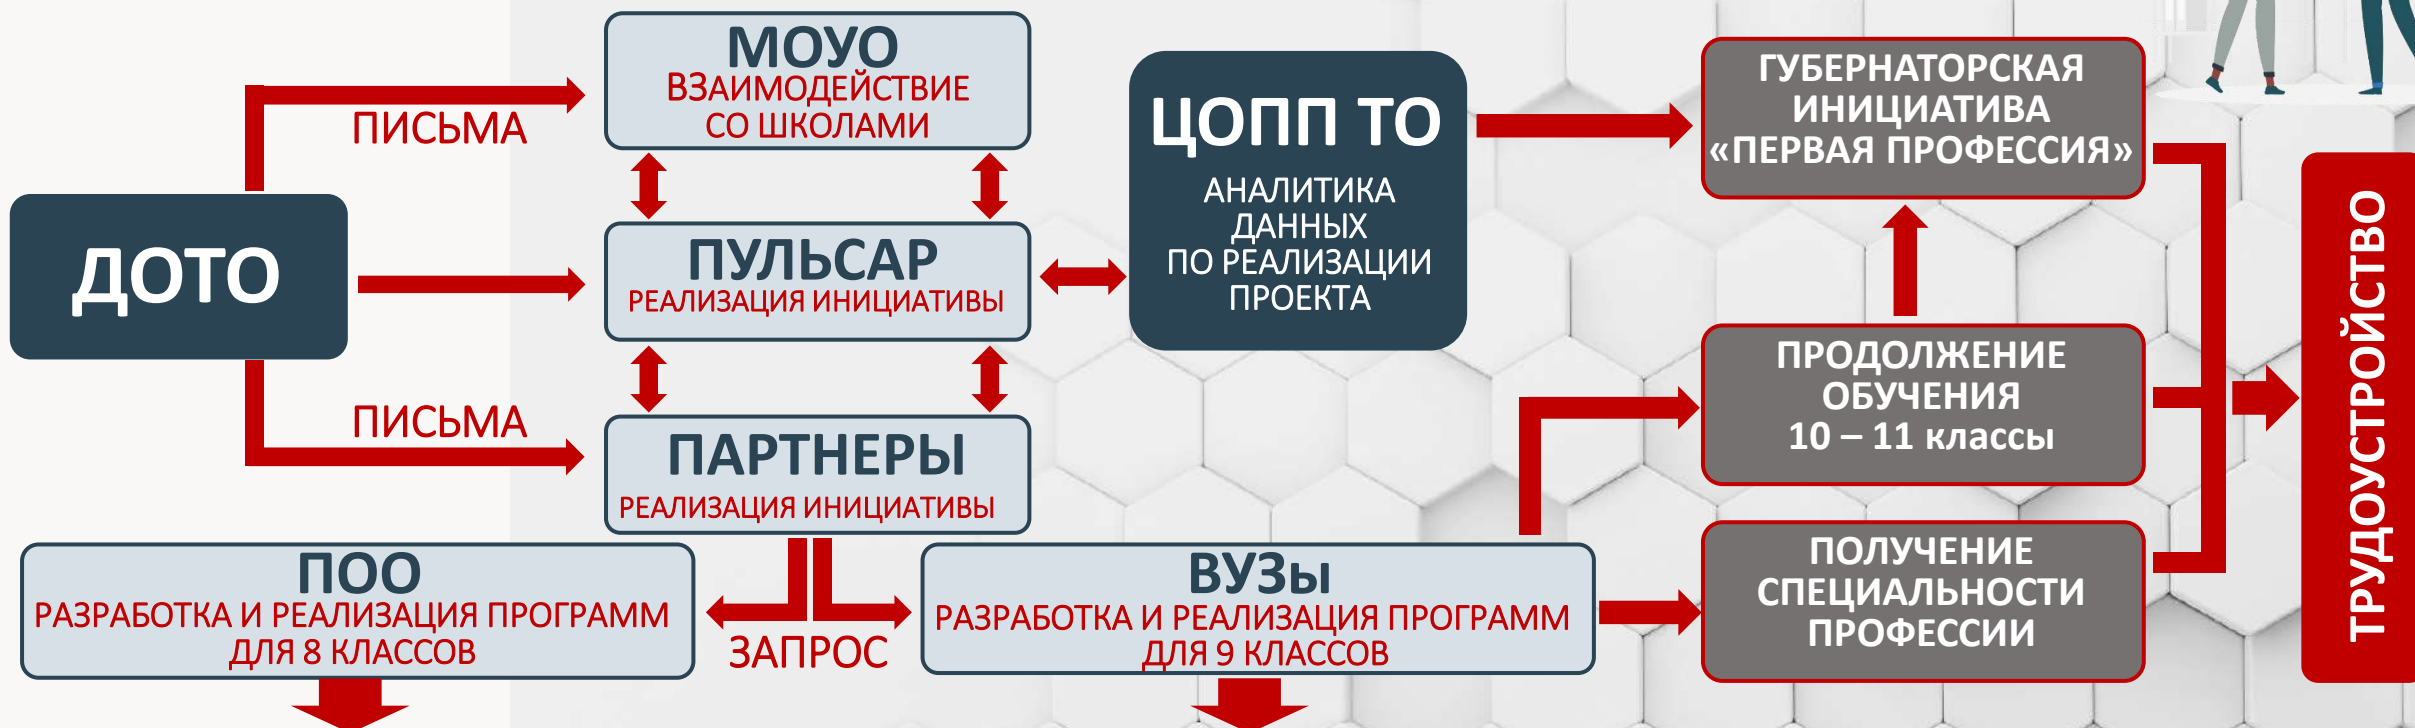 МОУО
ВЗАИМОДЕЙСТВИЕ
СО ШКОЛАМИ
ПИСЬМА
ДОТО
ПУЛЬСАР
РЕАЛИЗАЦИЯ ИНИЦИАТИВЫ
ПИСЬМА
ПАРТНЕРЫ
РЕАЛИЗАЦИЯ ИНИЦИАТИВЫ
ЦОПП ТО
АНАЛИТИКА
ДАННЫХ
ПО РЕАЛИЗАЦИИ
ПРОЕКТА
ПОО
РАЗРАБОТКА И РЕАЛИЗАЦИЯ ПРОГРАММ
ДЛЯ 8 КЛАССОВ
ЗАПРОС
ВУЗы
РАЗРАБОТКА И РЕАЛИЗАЦИЯ ПРОГРАММ
ДЛЯ 9 КЛАССОВ
ГУБЕРНАТОРСКАЯ
ИНИЦИАТИВА
«ПЕРВАЯ ПРОФЕССИЯ»
ПРОДОЛЖЕНИЕ
ОБУЧЕНИЯ
10 – 11 классы
ПОЛУЧЕНИЕ
СПЕЦИАЛЬНОСТИ
ПРОФЕССИИ
ТРУДОУСТРОЙСТВО